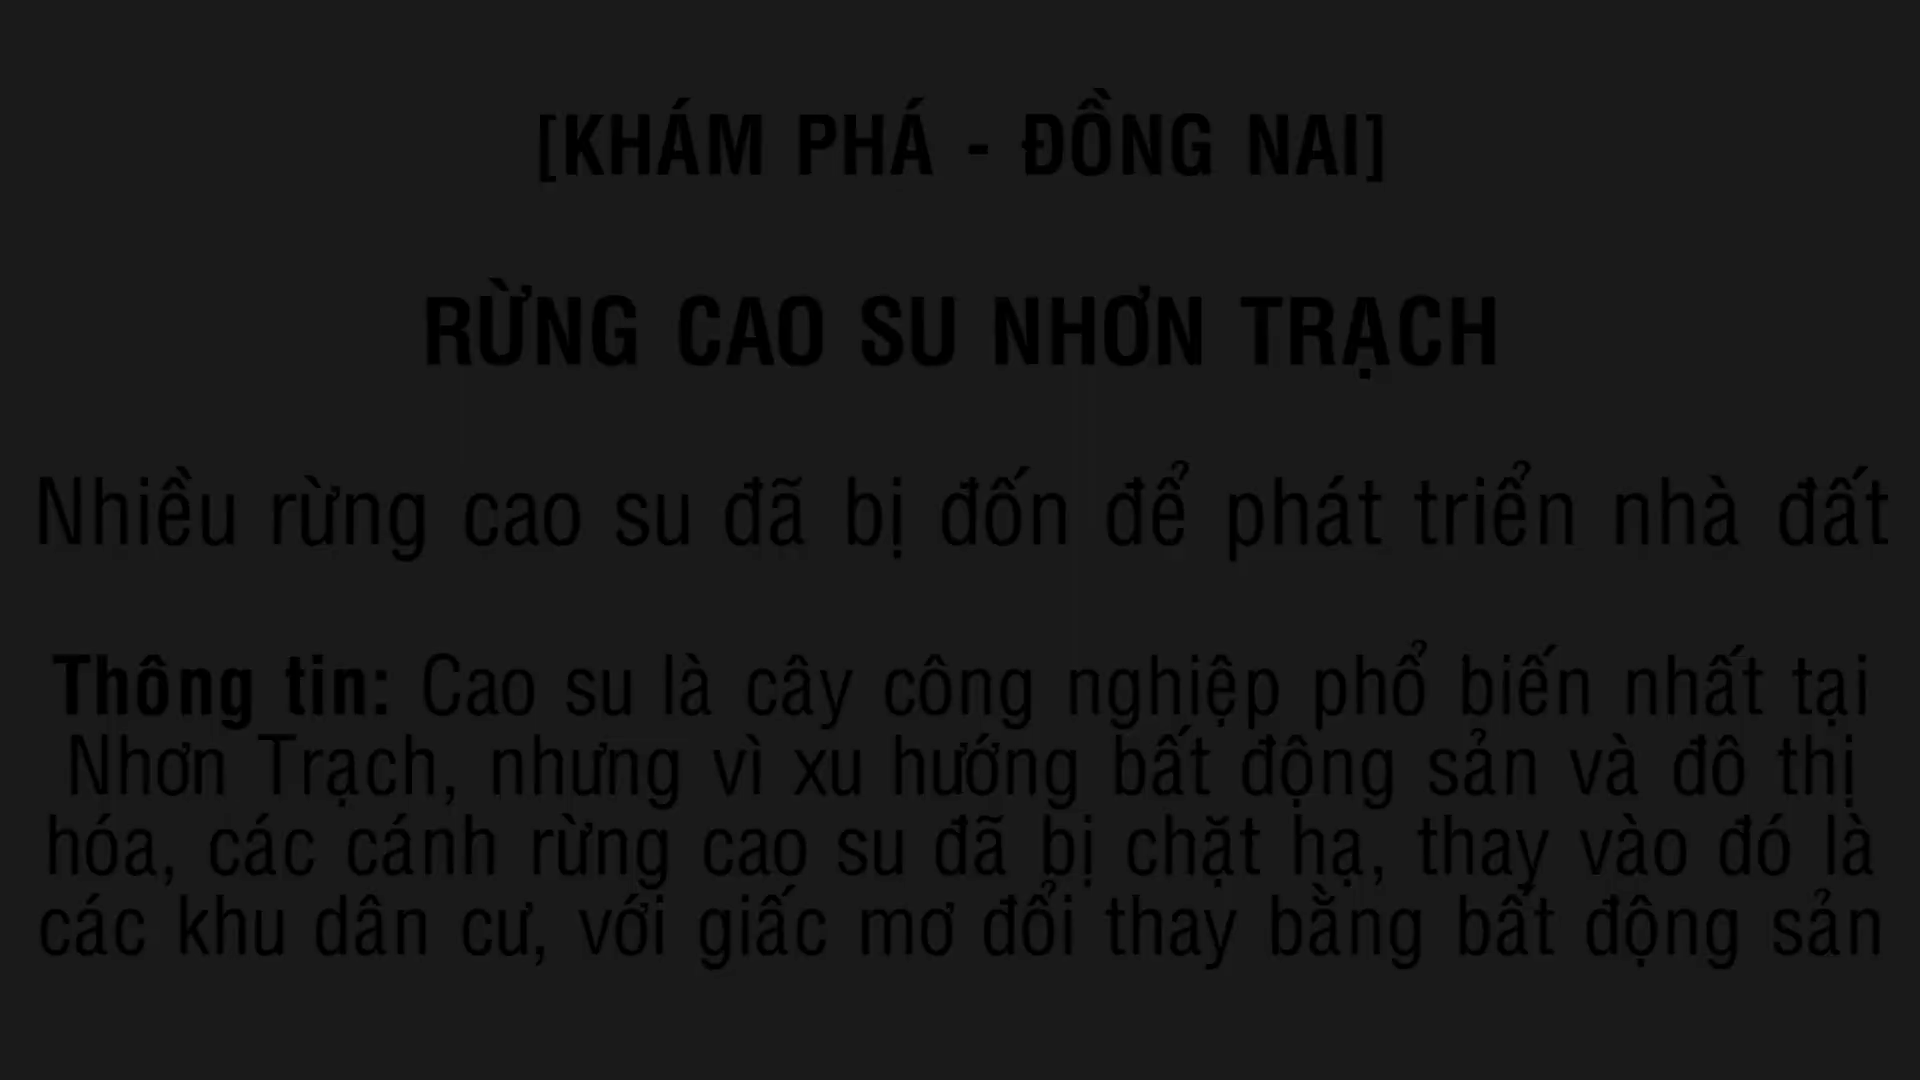 [KHÁM PHÁ - ĐỒNG NAI]
RỪNG CAO SU NHƠN TRẠCH
Nhiều rừng cao su đã bị đốn để phát triển nhà đất
Thông tin: Cao su là cây công nghiệp phổ biến nhất tại
Nhơn Trạch, nhưng vì xu hướng bất động sản và đô thị
hóa, các cánh rừng cao su đã bị chặt hạ, thay vào đó là
các khu dân cư, với giấc mơ đổi thay bằng bất động sản